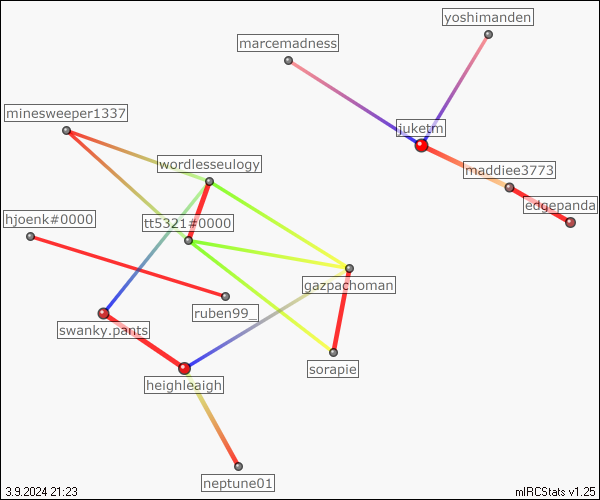 yoshimanden
marcemadness
minesweeper1337
juketm
wordlesseulogy
maddiee3773
edgepanda
hjoenk#0000
tt5321#0000
gazpachoman
ruben99_
swanky.pants
sorapie
heighleaigh
neptune01
3.9.2024 21:23
mIRCStats v1.25